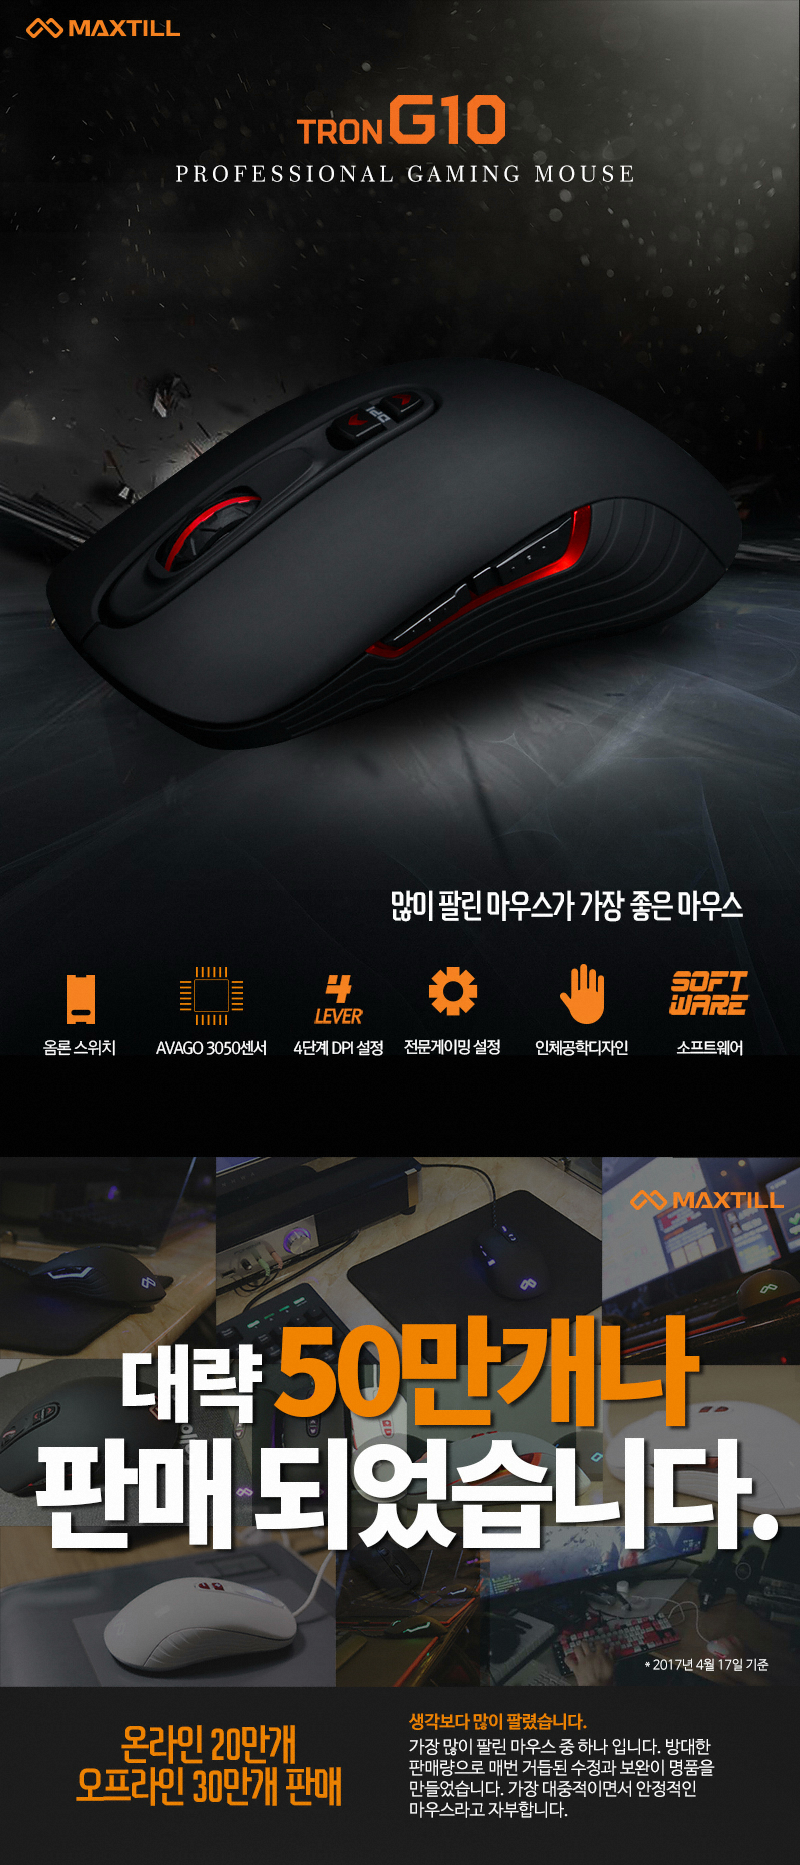 MAXTILL
TRON G10
PROFESSIONAL GAMING MOUSE
DPI
많이 팔린 마우스가 가장 좋은 마우스
4
LEVER
SOFT
WARE
옴론 스위치
AVAGO 3050센서
4단계 DPI 설정
전문게이밍 설정
인체공학디자인
소프트웨어
MAXTILL
대략 50만개나
판매 되었습니다.
* 2017년 4월 17일 기준
온라인 20만개
오프라인 30만개 판매
생각보다 많이 팔렸습니다.
가장 많이 팔린 마우스 중 하나 입니다. 방대한
판매량으로 매번 거듭된 수정과 보완이 명품을
만들었습니다. 가장 대중적이면서 안정적인
마우스라고 자부합니다.